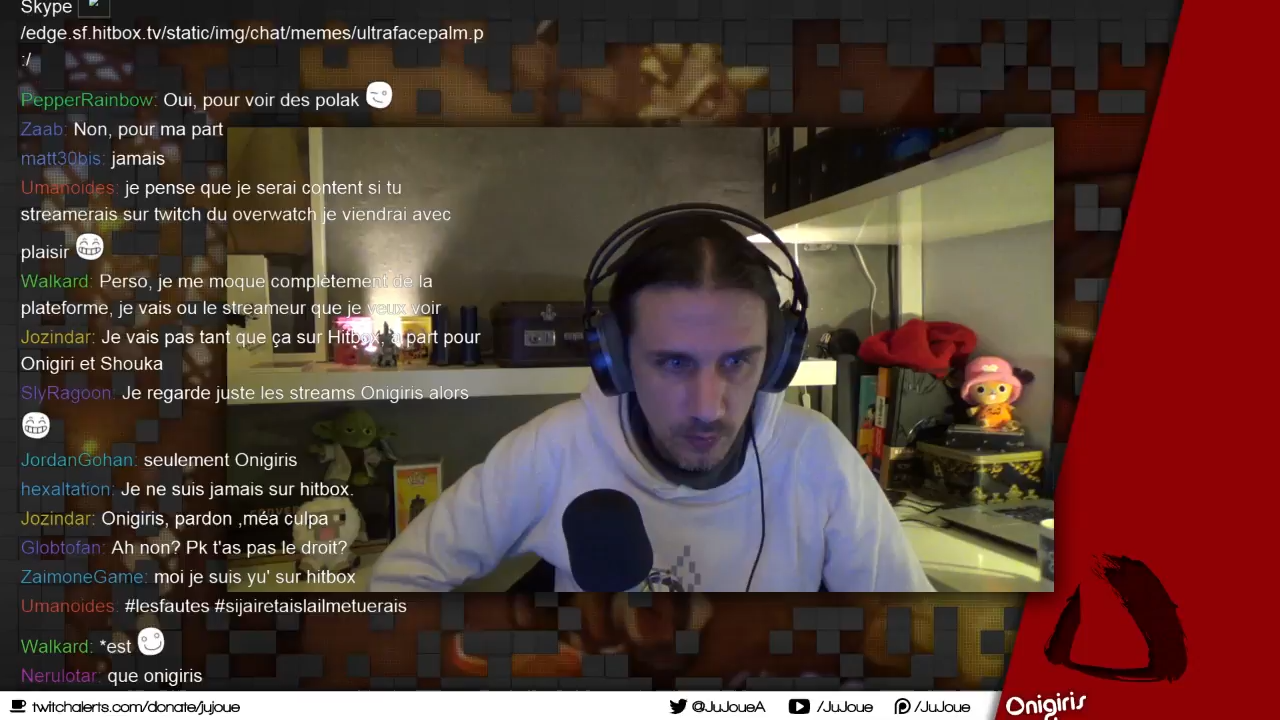 Skype
/edge.sf.hitbox.tv/static/img/chat/memes/ultrafacepalm.p
:/
PepperRainbow: Oui, pour voir des polak
Zaab: Non, pour ma part
matt30bis: jamais
Umanoides: je pense que je serai content si tu
streamerais sur twitch du overwatch je viendrai avec
plaisir
Walkard: Perso, je me moque complètement de la
plateforme, je vais ou le streameur que je veux voir
Jozindar: Je vais pas tant que ça sur Hitbox, à part pour
Onigiri et Shouka
SlyRagoon: Je regarde juste les streams Onigiris alors
JordanGohan: seulement Onigiris
hexaltation: Je ne suis jamais sur hitbox.
Jozindar: Onigiris, pardon ,méa culpa
Globtofan: Ah non? Pk t'as pas le droit?
ZaimoneGame: moi je suis yu' sur hitbox
Umanoides: #lesfautes #sijairetaislailmetuerais
Walkard: *est
Nerulotar: que onigiris
twitchalerts.com/donate/jujoue
@JuJoueA
/JuJoue
/JuJoue
Onigiris